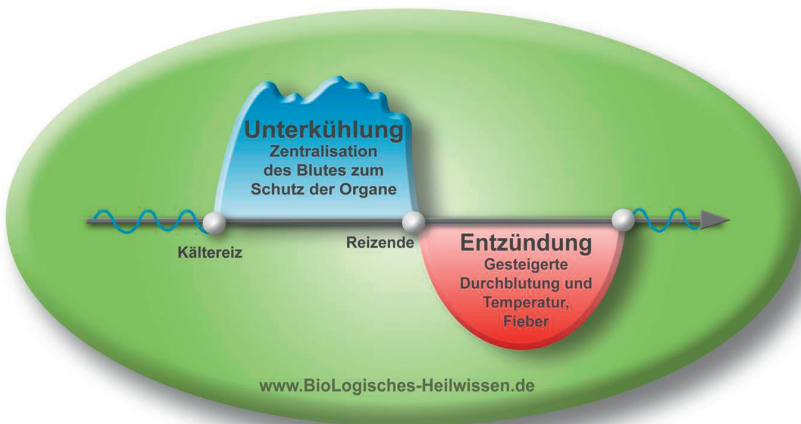 Unterkühlung
Zentralisation
des Blutes zum
Schutz der Organe
Kältereiz
Reizende
Entzündung
Gesteigerte
Durchblutung und
Temperatur,
Fieber
www.BioLogisches-Heilwissen.de